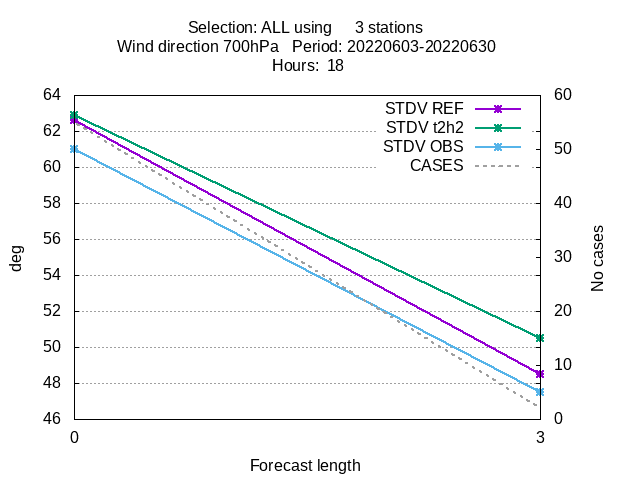 Selection: ALL using     3 stations
Wind direction 700hPa   Period: 20220603-20220630
Hours: 18
64
62
60
58
56
54
52
50
48
46
60
50
40
30
20
10
0
STDV REF
STDV t2h2
STDV OBS
CASES
deg
No cases
0
3
Forecast length